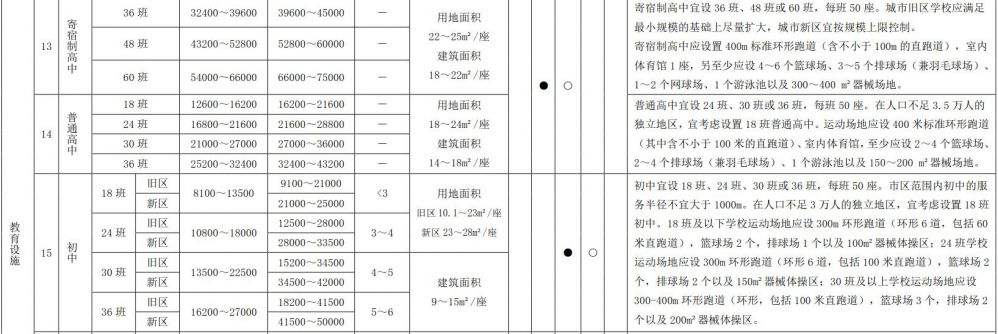 教育设施
13 寄宿制高中
36 班 32400~39600 39600~45000 —
48 班 43200~52800 52800~60000 —
60 班 54000~66000 66000~75000 —
用地面积
22~25㎡/座
建筑面积
18~22㎡/座
● ○
寄宿制高中宜设 36 班、48 班或 60 班，每班 50 座。城市旧区学校应满足
最小规模的基础上尽量扩大，城市新区宜按规模上限控制。
寄宿制高中应设置 400m 标准环形跑道（含不小于 100m 的直跑道），室内
体育馆 1 座，另至少应设 4~6 个篮球场、3~5 个排球场（兼羽毛球场）、
1~2 个网球场、1 个游泳池以及 300~400 ㎡器械场地。
14 普通高中
18 班 12600~16200 16200~21600 —
24 班 16800~21600 21600~28800 —
30 班 21000~27000 27000~36000 —
36 班 25200~32400 32400~43200 —
用地面积
18~24㎡/座
建筑面积
14~18㎡/座
普通高中宜设 24 班、30 班或 36 班，每班 50 座。在人口不足 3.5 万人的
独立地区，宜考虑设置 18 班普通高中。运动场地应设 400 米标准环形跑道
（其中含不小于 100 米的直跑道）、室内体育馆，至少应设 2~4 个篮球场、
2~4 个排球场（兼羽毛球场）、1 个游泳池以及 150~200 ㎡器械场地。
15 初中
18 班 旧区 8100~13500 9100~21000 <3
新区 21000~25000
24 班 旧区 10800~18000 12500~28000 3~4
新区 28000~33500
30 班 旧区 13500~22500 15200~34500 4~5
新区 34500~42000
36 班 旧区 16200~27000 18200~41500 5~6
新区 41500~50000
用地面积
旧区 10.1~23㎡/座
新区 23~28㎡/座
建筑面积
9~15㎡/座
● ○
初中宜设 18 班、24 班、30 班或 36 班，每班 50 座。市区范围内初中的服
务半径不宜大于 1000m。在人口不足 3 万人的独立地区，宜考虑设置 18 班
初中。18 班及以下学校运动场地应设 300m 环形跑道（环形 6 道，包括 60
米直跑道），篮球场 2 个，排球场 1 个以及 100㎡器械体操区；24 班学校
运动场地应设 300m 环形跑道（环形 6 道，包括 100 米直跑道），篮球场 2
个，排球场 2 个以及 150㎡器械体操区；30 班及以上学校运动场地应设
300-400m 环形跑道（环形，包括 100 米直跑道），篮球场 3 个，排球场 2
个以及 200㎡器械体操区。